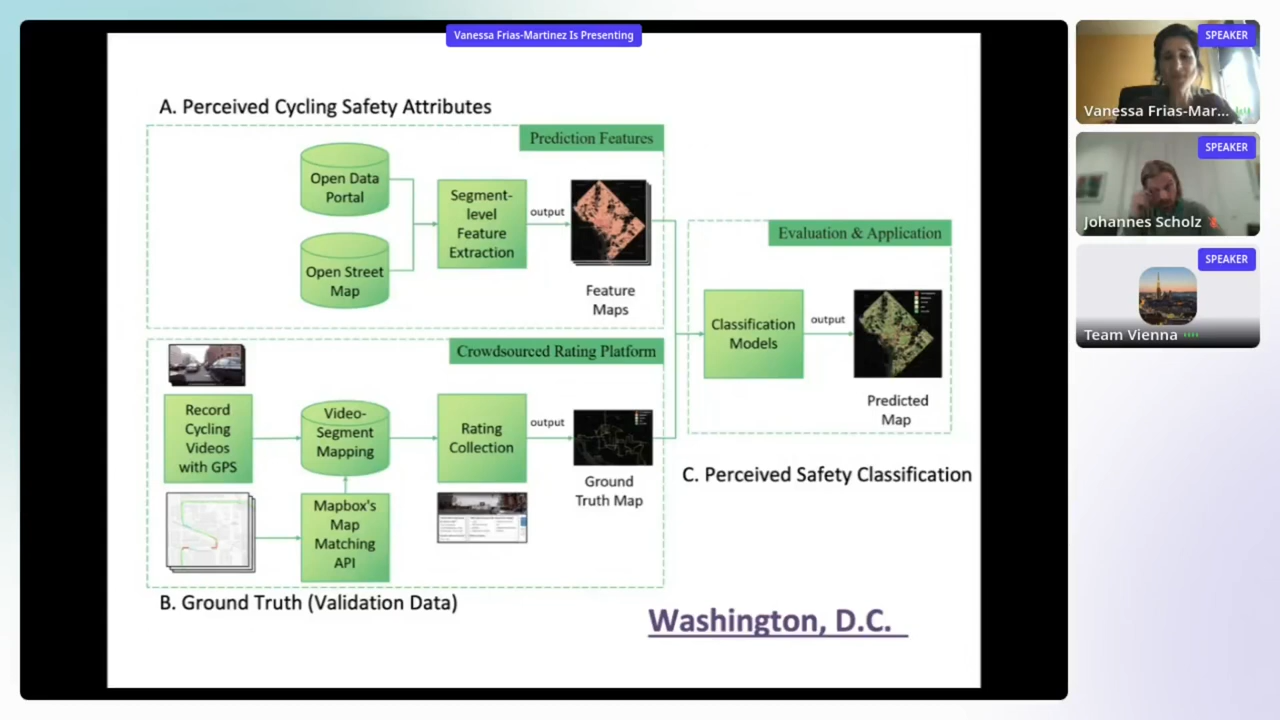 Vanessa Frias-Martinez Is Presenting
A. Perceived Cycling Safety Attributes
Prediction Features
Open Data
Portal
Open Street
Map
Segment-
level
Feature
Extraction
output
Feature
Maps
Crowdsourced Rating Platform
Record
Cycling
Videos
with GPS
Video-
Segment
Mapping
Mapbox's
Map
Matching
API
Rating
Collection
output
Ground
Truth Map
B. Ground Truth (Validation Data)
Evaluation & Application
Classification
Models
output
Predicted
Map
C. Perceived Safety Classification
Washington, D.C.
SPEAKER
Vanessa Frias-Mar...
SPEAKER
Johannes Scholz
SPEAKER
Team Vienna